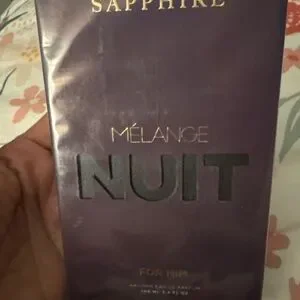 SAPPHIRE
MÉLANGE
NUIT
FOR HIM